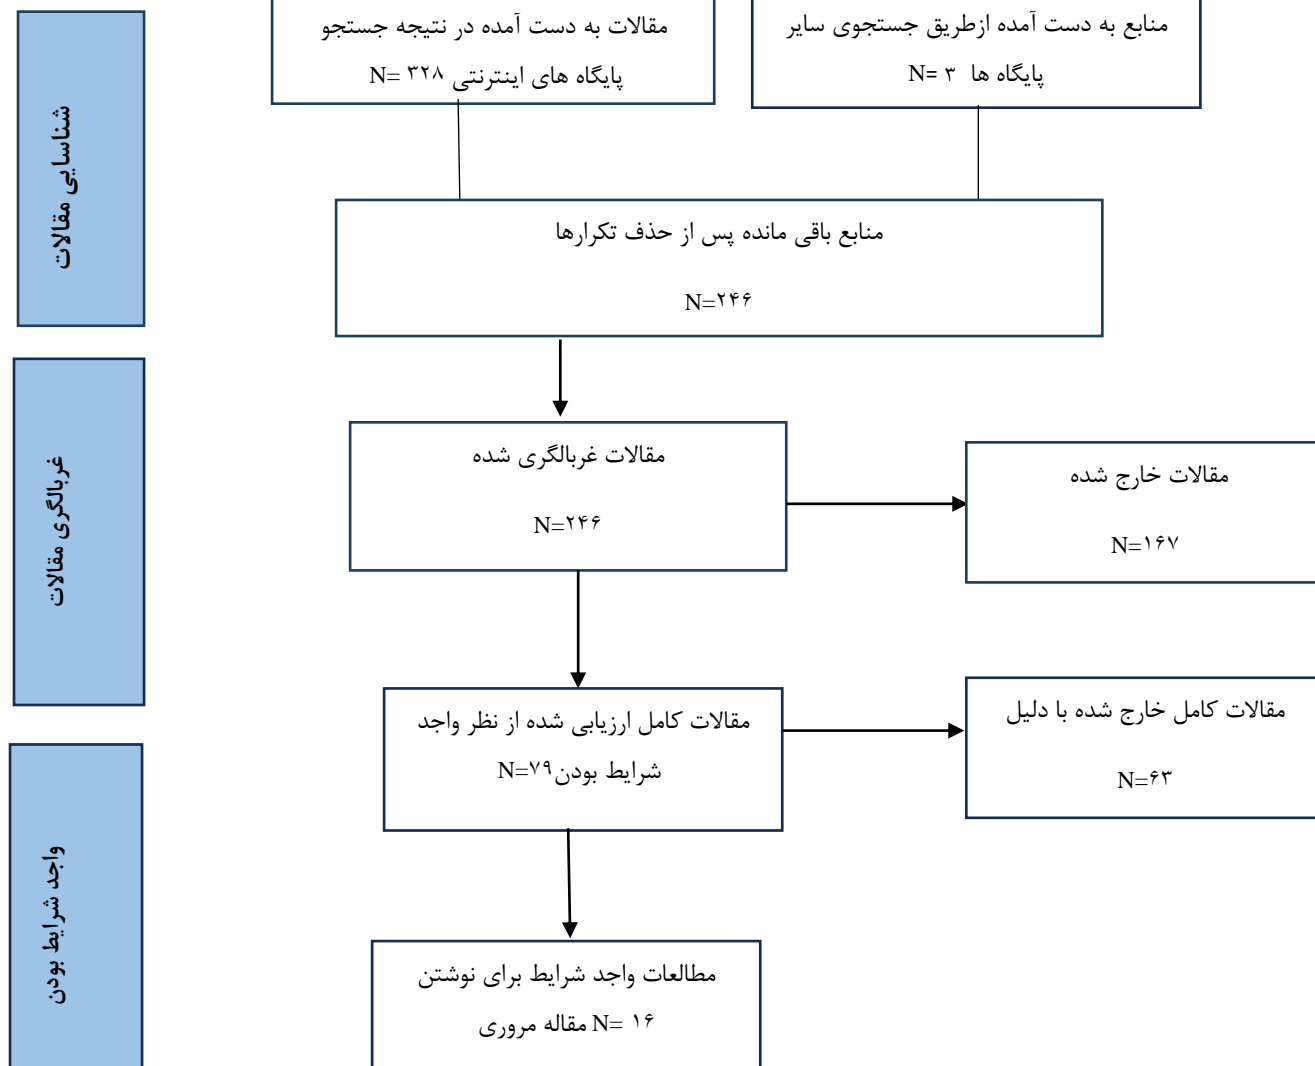 منابع به دست آمده ازطریق جستجوی سایر
پایگاه ها N= ۳
مقالات به دست آمده در نتیجه جستجو
پایگاه های اینترنتی N= ۳۲۸
شناسایی مقالات
منابع باقی مانده پس از حذف تکرارها
N=۲۴۶
غربالگری مقالات
مقالات غربالگری شده
N=۲۴۶
مقالات خارج شده
N=۱۶۷
مقالات کامل ارزیابی شده از نظر واجد
شرایط بودن N=۷۹
مقالات کامل خارج شده با دلیل
N=۶۳
واجد شرایط بودن
مطالعات واجد شرایط برای نوشتن
مقاله مروری N= ۱۶